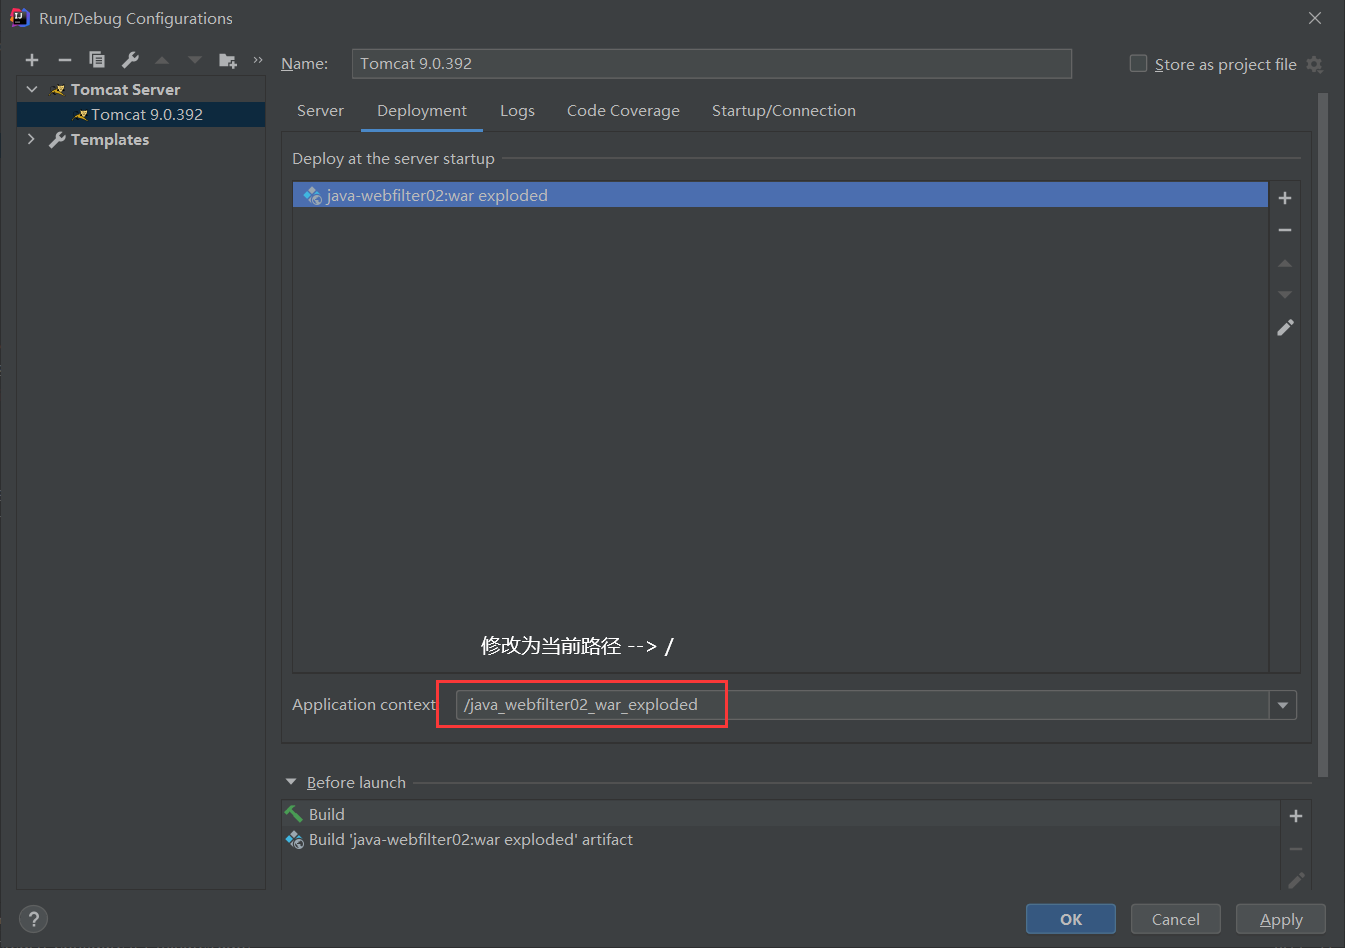 Run/Debug Configurations
Name: Tomcat 9.0.392 Store as project file
Tomcat Server
Tomcat 9.0.392
Templates
Server Deployment Logs Code Coverage Startup/Connection
Deploy at the server startup
java-webfilter02:war exploded
修改为当前路径 --> /
Application context /java_webfilter02_war_exploded
Before launch
Build
Build 'java-webfilter02:war exploded' artifact
? OK Cancel Apply